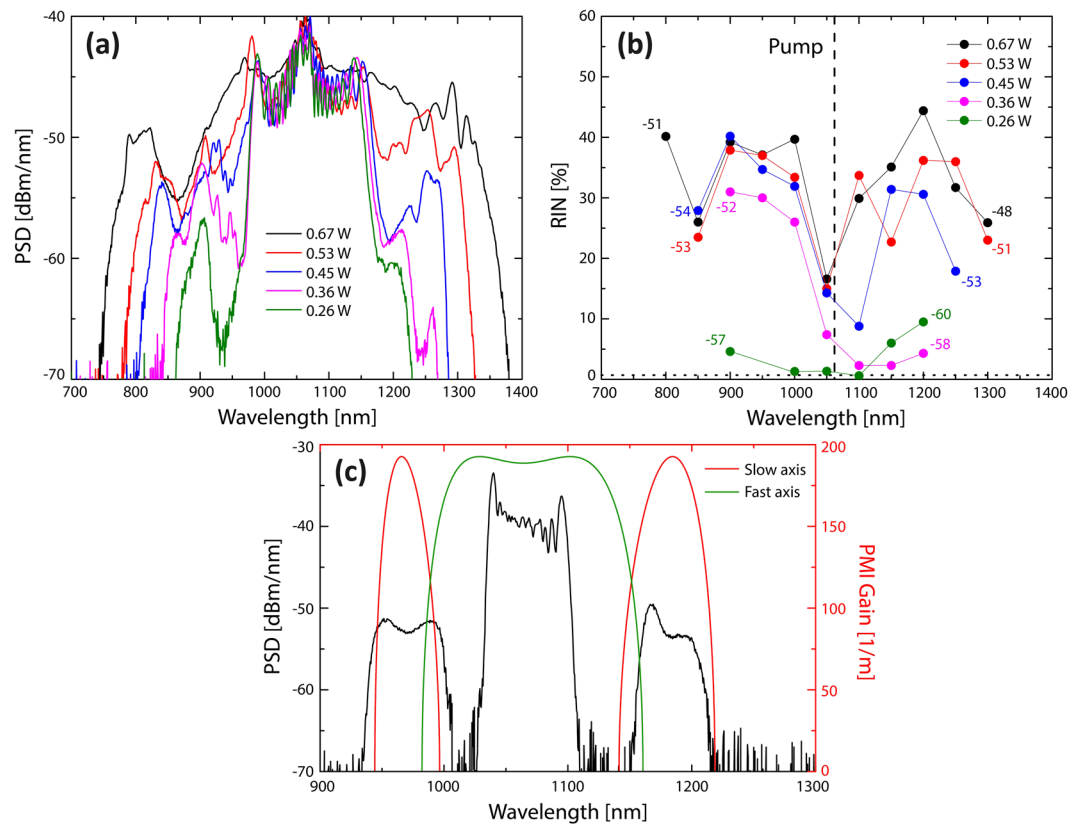 (a)
PSD [dBm/nm]
-40
-50
-60
-70
0.67 W
0.53 W
0.45 W
0.36 W
0.26 W
700 800 900 1000 1100 1200 1300 1400
Wavelength [nm]
(b)
RIN [%]
60
50
40
30
20
10
0
Pump
0.67 W
0.53 W
0.45 W
0.36 W
0.26 W
-51
-54
-53
-52
-57
-48
-51
-53
-60
-58
700 800 900 1000 1100 1200 1300 1400
Wavelength [nm]
(c)
PSD [dBm/nm]
-30
-40
-50
-60
-70
Slow axis
Fast axis
200
150
100
50
0
PMI Gain [1/m]
900 1000 1100 1200 1300
Wavelength [nm]